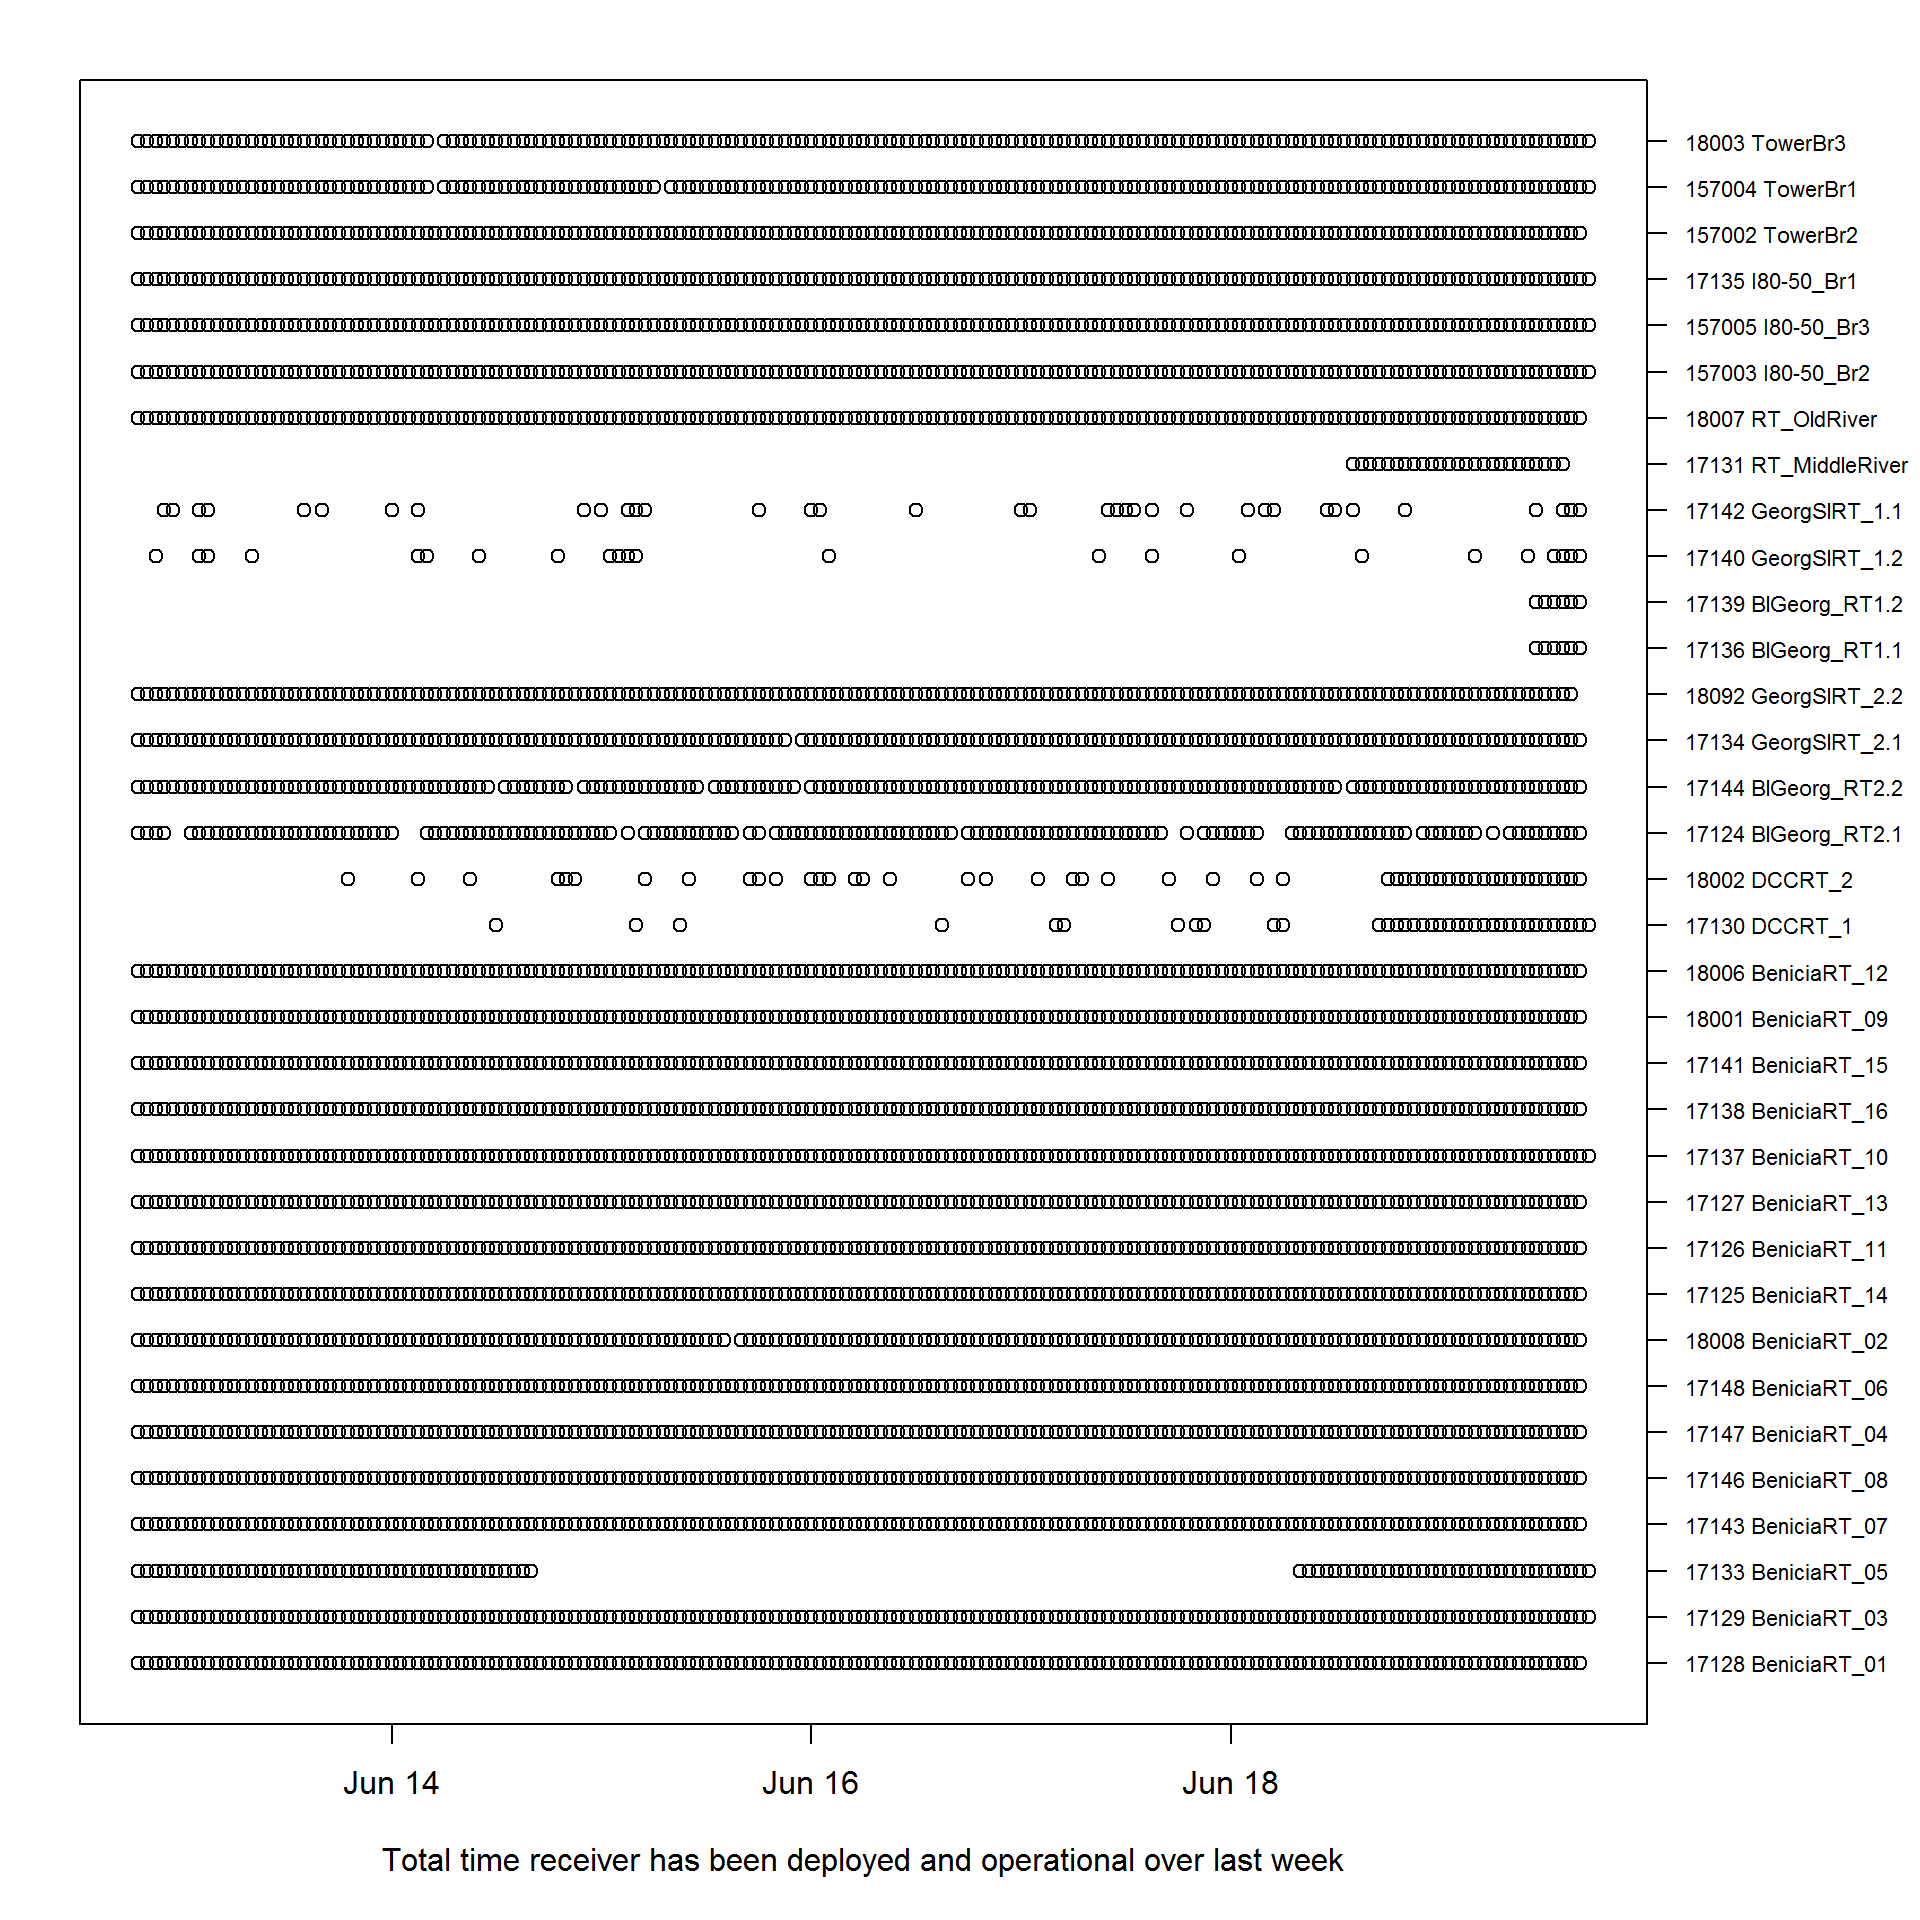 18003 TowerBr3
157004 TowerBr1
157002 TowerBr2
17135 I80-50_Br1
157005 I80-50_Br3
157003 I80-50_Br2
18007 RT_OldRiver
17131 RT_MiddleRiver
17142 GeorgSlRT_1.1
17140 GeorgSlRT_1.2
17139 BlGeorg_RT1.2
17136 BlGeorg_RT1.1
18092 GeorgSlRT_2.2
17134 GeorgSlRT_2.1
17144 BlGeorg_RT2.2
17124 BlGeorg_RT2.1
18002 DCCRT_2
17130 DCCRT_1
18006 BeniciaRT_12
18001 BeniciaRT_09
17141 BeniciaRT_15
17138 BeniciaRT_16
17137 BeniciaRT_10
17127 BeniciaRT_13
17126 BeniciaRT_11
17125 BeniciaRT_14
18008 BeniciaRT_02
17148 BeniciaRT_06
17147 BeniciaRT_04
17146 BeniciaRT_08
17143 BeniciaRT_07
17133 BeniciaRT_05
17129 BeniciaRT_03
17128 BeniciaRT_01
Jun 14 Jun 16 Jun 18
Total time receiver has been deployed and operational over last week